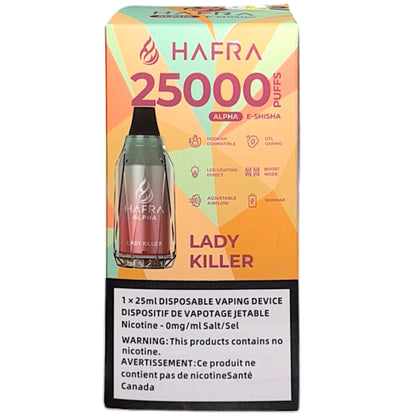 HAFRA
25000 PUFFS
ALPHA E-SHISHA
HOOKAH COMPATIBLE
DTL VAPING
LED LIGHTING EFFECT
BOOST MODE
ADJUSTABLE AIRFLOW
HAFRA
ALPHA
LADY KILLER
LADY
KILLER
1 × 25ml DISPOSABLE VAPING DEVICE
DISPOSITIF DE VAPOTAGE JETABLE
Nicotine - 0mg/ml Salt/Sel
WARNING: This products contains no
nicotine.
AVERTISSEMENT: Ce produit ne
contient pas de nicotineSanté
Canada